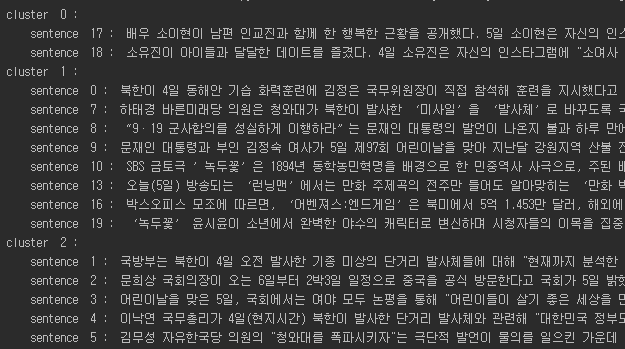 cluster 0 :
sentence 17 : 배우 소이현이 남편 인교진과 함께 한 행복한 근황을 공개했다. 5일 소이현은 자신의 인스
sentence 18 : 소유진이 아이들과 달달한 데이트를 즐겼다. 4일 소유진은 자신의 인스타그램에 "소여사
cluster 1 :
sentence 0 : 북한이 4일 동해안 기습 화력훈련에 김정은 국무위원장이 직접 참석해 훈련을 지시했다고
sentence 7 : 하태경 바른미래당 의원은 청와대가 북한이 발사한 ‘미사일’을 ‘발사체’로 바꾸도록 국
sentence 8 : “9·19 군사합의를 성실하게 이행하라”는 문재인 대통령의 발언이 나온지 불과 하루 만에
sentence 9 : 문재인 대통령과 부인 김정숙 여사가 5일 제97회 어린이날을 맞아 지난달 강원지역 산불 진
sentence 10 : SBS 금토극 ‘녹두꽃’은 1894년 동학농민혁명을 배경으로 한 민중역사 사극으로, 주된 배
sentence 13 : 오늘(5일) 방송되는 ‘런닝맨’에서는 만화 주제곡의 전주만 들어도 알아맞히는 ‘만화 박
sentence 16 : 박스오피스 모조에 따르면, ‘어벤져스:엔드게임’은 북미에서 5억 1.453만 달러, 해외에
sentence 19 : ‘녹두꽃’ 윤시윤이 소년에서 완벽한 야수의 캐릭터로 변신하며 시청자들의 이목을 집중
cluster 2 :
sentence 1 : 국방부는 북한이 4일 오전 발사한 기종 미상의 단거리 발사체들에 대해 "현재까지 분석한
sentence 2 : 문희상 국회의장이 오는 6일부터 2박3일 일정으로 중국을 공식 방문한다고 국회가 5일 밝혔
sentence 3 : 어린이날을 맞은 5일, 국회에서는 여야 모두 논평을 통해 "어린이들이 살기 좋은 세상을 만
sentence 4 : 이낙연 국무총리가 4일(현지시간) 북한이 발사한 단거리 발사체와 관련해 "대한민국 정부도
sentence 5 : 김무성 자유한국당 의원의 "청와대를 폭파시키자"는 극단적 발언이 물의를 일으킨 가운데